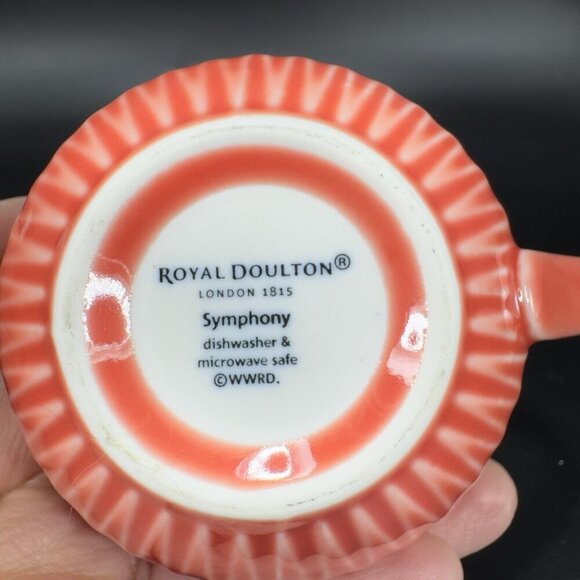 ROYAL DOULTON®
LONDON 1815
Symphony
dishwasher &
microwave safe
©WWRD.